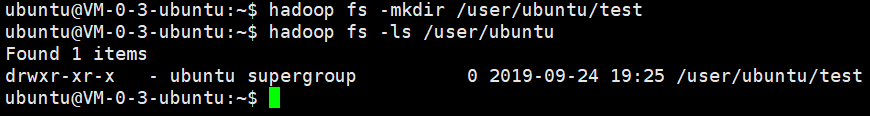 ubuntu@VM-0-3-ubuntu:~$ hadoop fs -mkdir /user/ubuntu/test
ubuntu@VM-0-3-ubuntu:~$ hadoop fs -ls /user/ubuntu
Found 1 items
drwxr-xr-x   - ubuntu supergroup          0 2019-09-24 19:25 /user/ubuntu/test
ubuntu@VM-0-3-ubuntu:~$